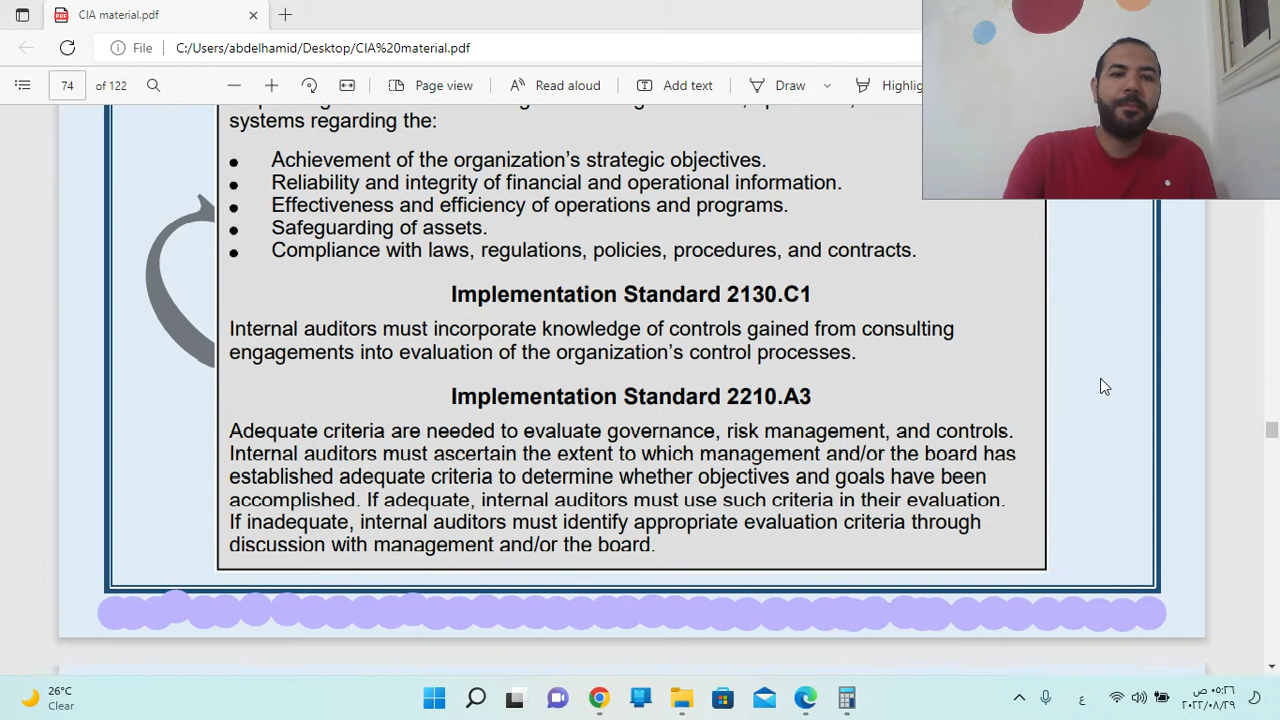 CIA material.pdf
File C:/Users/abdelhamid/Desktop/CIA%20material.pdf
74 of 122 Page view Read aloud Add text Draw Highlig
systems regarding the:
• Achievement of the organization's strategic objectives.
• Reliability and integrity of financial and operational information.
• Effectiveness and efficiency of operations and programs.
• Safeguarding of assets.
• Compliance with laws, regulations, policies, procedures, and contracts.
Implementation Standard 2130.C1
Internal auditors must incorporate knowledge of controls gained from consulting
engagements into evaluation of the organization's control processes.
Implementation Standard 2210.A3
Adequate criteria are needed to evaluate governance, risk management, and controls.
Internal auditors must ascertain the extent to which management and/or the board has
established adequate criteria to determine whether objectives and goals have been
accomplished. If adequate, internal auditors must use such criteria in their evaluation.
If inadequate, internal auditors must identify appropriate evaluation criteria through
discussion with management and/or the board.
26°C
Clear
ع
٠٥:٢٦ ص
٢٠٢٢/٠٨/٢٩